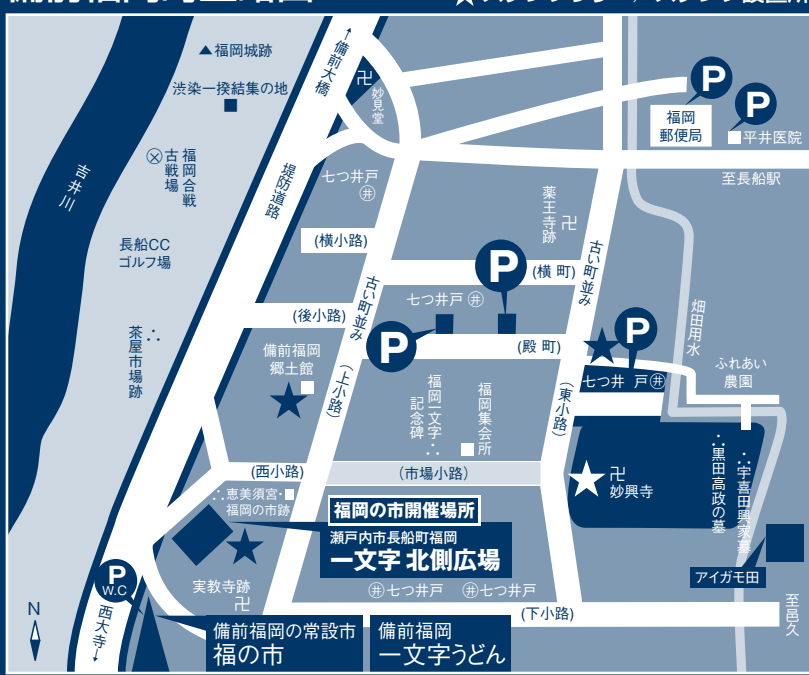 ▲福岡城跡
渋染一揆結集の地
福岡合戦
古戦場
吉井川
長船CC
ゴルフ場
茶屋市場跡
←備前大橋
堤防道路
卍
妙見堂
七つ井戸
井
(横小路)
(後小路)
古い町並み
(上小路)
備前福岡
郷土館
P
福岡
郵便局
P
平井医院
至長船駅
薬王寺跡
卍
古い町並み
(横 町)
P
七つ井戸 井
P
(殿 町)
P
七つ井 戸 井
畑田用水
ふれあい
農園
福岡一文字
記念碑
福岡集会所
(東小路)
(西小路)
(市場小路)
卍
妙興寺
黒田高政の墓
宇喜田興家墓
恵美須宮・
福岡の市跡
福岡の市開催場所
瀬戸内市長船町福岡
一文字 北側広場
アイガモ田
実教寺跡
卍
井七つ井戸
井七つ井戸
(下小路)
至邑久
P
W.C
西大寺→
N
備前福岡の常設市
福の市
備前福岡
一文字うどん